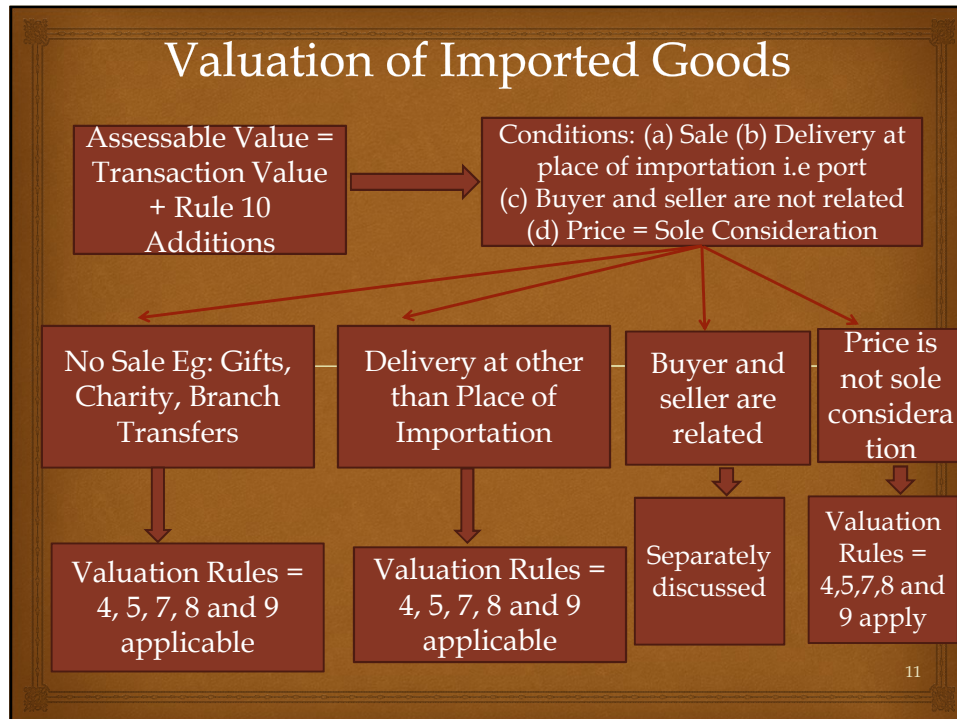 Valuation of Imported Goods
Assessable Value =
Transaction Value
+ Rule 10
Additions
Conditions: (a) Sale (b) Delivery at
place of importation i.e port
(c) Buyer and seller are not related
(d) Price = Sole Consideration
No Sale Eg: Gifts,
Charity, Branch
Transfers
Delivery at other
than Place of
Importation
Buyer and
seller are
related
Price is
not sole
considera
tion
Valuation Rules =
4, 5, 7, 8 and 9
applicable
Valuation Rules =
4, 5, 7, 8 and 9
applicable
Separately
discussed
Valuation
Rules =
4,5,7,8 and
9 apply
11